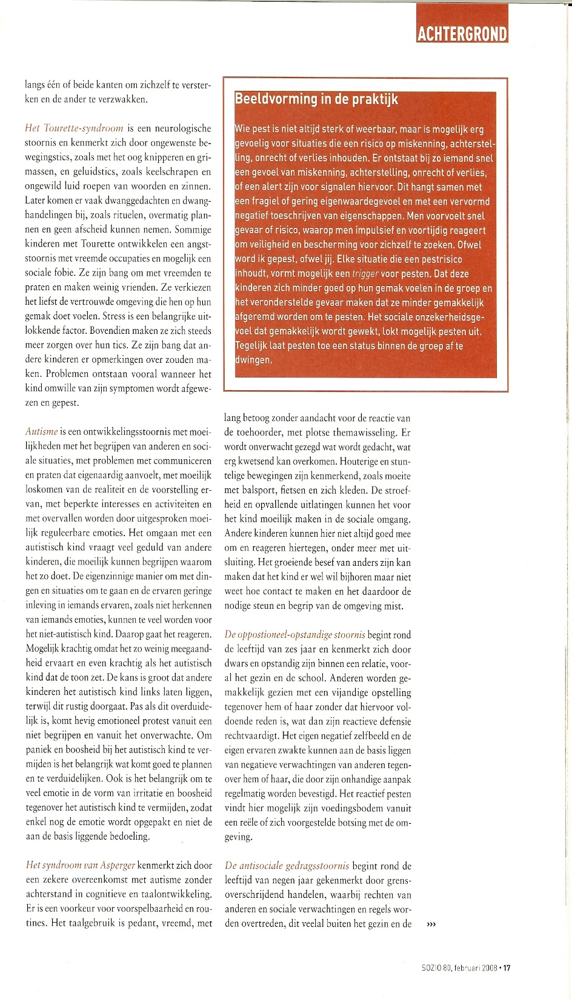 ACHTERGROND
langs één of beide kanten om zichzelf te verster-
ken en de ander te verzwakken.
Het Tourette-syndroom is een neurologische
stoornis en kenmerkt zich door ongewenste be-
wegingstics, zoals met het oog knipperen en gri-
massen, en geluidstics, zoals keelschrapen en
ongewild luid roepen van woorden en zinnen.
Later komen er vaak dwanggedachten en dwang-
handelingen bij, zoals rituelen, overmatig plan-
nen en geen afscheid kunnen nemen. Sommige
kinderen met Tourette ontwikkelen een angst-
stoornis met vreemde occupaties en mogelijk een
sociale fobie. Ze zijn bang om met vreemden te
praten en maken weinig vrienden. Ze verkiezen
het liefst de vertrouwde omgeving die hen op hun
gemak doet voelen. Stress is een belangrijke uit-
lokkende factor. Bovendien maken ze zich steeds
meer zorgen over hun tics. Ze zijn bang dat an-
dere kinderen er opmerkingen over zouden ma-
ken. Problemen ontstaan vooral wanneer het
kind omwille van zijn symptomen wordt afgewe-
zen en gepest.
Autisme is een ontwikkelingsstoornis met moei-
lijkheden met het begrijpen van anderen en soci-
ale situaties, met problemen met communiceren
en praten dat eigenaardig aanvoelt, met moeilijk
loskomen van de realiteit en de voorstelling er-
van, met beperkte interesses en activiteiten en
met overvallen worden door uitgesproken moei-
lijk reguleerbare emoties. Het omgaan met een
autistisch kind vraagt veel geduld van andere
kinderen, die moeilijk kunnen begrijpen waarom
het zo doet. De eigenzinnige manier om met din-
gen en situaties om te gaan en de ervaren geringe
inleving in iemands ervaren, zoals niet herkennen
van iemands emoties, kunnen te veel worden voor
het niet-autistisch kind. Daarop gaat het reageren.
Mogelijk krachtig omdat het zo weinig meegaand-
heid ervaart en even krachtig als het autistisch
kind dat de toon zet. De kans is groot dat andere
kinderen het autistisch kind links laten liggen,
terwijl dit rustig doorgaat. Pas als dit overduide-
lijk is, komt hevig emotioneel protest vanuit een
niet begrijpen en vanuit het onverwachte. Om
paniek en boosheid bij het autistisch kind te ver-
mijden is het belangrijk wat komt goed te plannen
en te verduidelijken. Ook is het belangrijk om te
veel emotie in de vorm van irritatie en boosheid
tegenover het autistisch kind te vermijden, zodat
enkel nog de emotie wordt opgepakt en niet de
aan de basis liggende bedoeling.
Het syndroom van Asperger kenmerkt zich door
een zekere overeenkomst met autisme zonder
achterstand in cognitieve en taalontwikkeling.
Er is een voorkeur voor voorspelbaarheid en rou-
tines. Het taalgebruik is pedant, vreemd, met
Beeldvorming in de praktijk
Wie pest is niet altijd sterk of weerbaar, maar is mogelijk erg
gevoelig voor situaties die een risico op miskenning, achterstel-
ling, onrecht of verlies inhouden. Er ontstaat bij zo iemand snel
een gevoel van miskenning, achterstelling, onrecht of verlies,
of een alert zijn voor signalen hiervoor. Dit hangt samen met
een fragiel of gering eigenwaardegevoel en met een vervormd
negatief toeschrijven van eigenschappen. Men voorvoelt snel
gevaar of risico, waarop men impulsief en voortijdig reageert
om veiligheid en bescherming voor zichzelf te zoeken. Ofwel
word ik gepest, ofwel jij. Elke situatie die een pestrisico
inhoudt, vormt mogelijk een trigger voor pesten. Dat deze
kinderen zich minder goed op hun gemak voelen in de groep en
het veronderstelde gevaar maken dat ze minder gemakkelijk
afgeremd worden om te pesten. Het sociale onzekerheidsge-
voel dat gemakkelijk wordt gewekt, lokt mogelijk pesten uit.
Tegelijk laat pesten toe een status binnen de groep af te
dwingen.
lang betoog zonder aandacht voor de reactie van
de toehoorder, met plotse themawisseling. Er
wordt onverwacht gezegd wat wordt gedacht, wat
erg kwetsend kan overkomen. Houterige en stun-
telige bewegingen zijn kenmerkend, zoals moeite
met balsport, fietsen en zich kleden. De stroef-
heid en opvallende uitlatingen kunnen het voor
het kind moeilijk maken in de sociale omgang.
Andere kinderen kunnen hier niet altijd goed mee
om en reageren hiertegen, onder meer met uit-
sluiting. Het groeiende besef van anders zijn kan
maken dat het kind er wel wil bijhoren maar niet
weet hoe contact te maken en het daardoor de
nodige steun en begrip van de omgeving mist.
De oppostioneel-opstandige stoornis begint rond
de leeftijd van zes jaar en kenmerkt zich door
dwars en opstandig zijn binnen een relatie, voor-
al het gezin en de school. Anderen worden ge-
makkelijk gezien met een vijandige opstelling
tegenover hem of haar zonder dat hiervoor vol-
doende reden is, wat dan zijn reactieve defensie
rechtvaardigt. Het eigen negatief zelfbeeld en de
eigen ervaren zwakte kunnen aan de basis liggen
van negatieve verwachtingen van anderen tegen-
over hem of haar, die door zijn onhandige aanpak
regelmatig worden bevestigd. Het reactief pesten
vindt hier mogelijk zijn voedingsbodem vanuit
een reële of zich voorgestelde botsing met de om-
geving.
De antisociale gedragsstoornis begint rond de
leeftijd van negen jaar gekenmerkt door grens-
overschrijdend handelen, waarbij rechten van
anderen en sociale verwachtingen en regels wor-
den overtreden, dit veelal buiten het gezin en de ›››
SOZIO 80, februari 2008 • 17